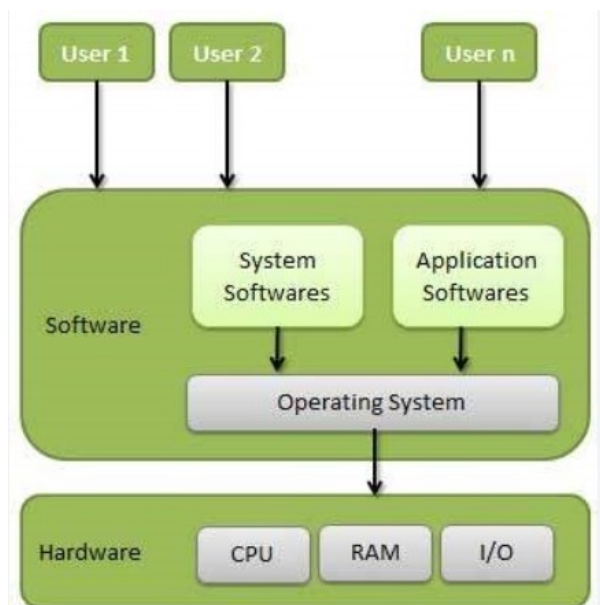 User 1
User 2
User n
System
Softwares
Application
Softwares
Software
Operating System
Hardware
CPU
RAM
I/O